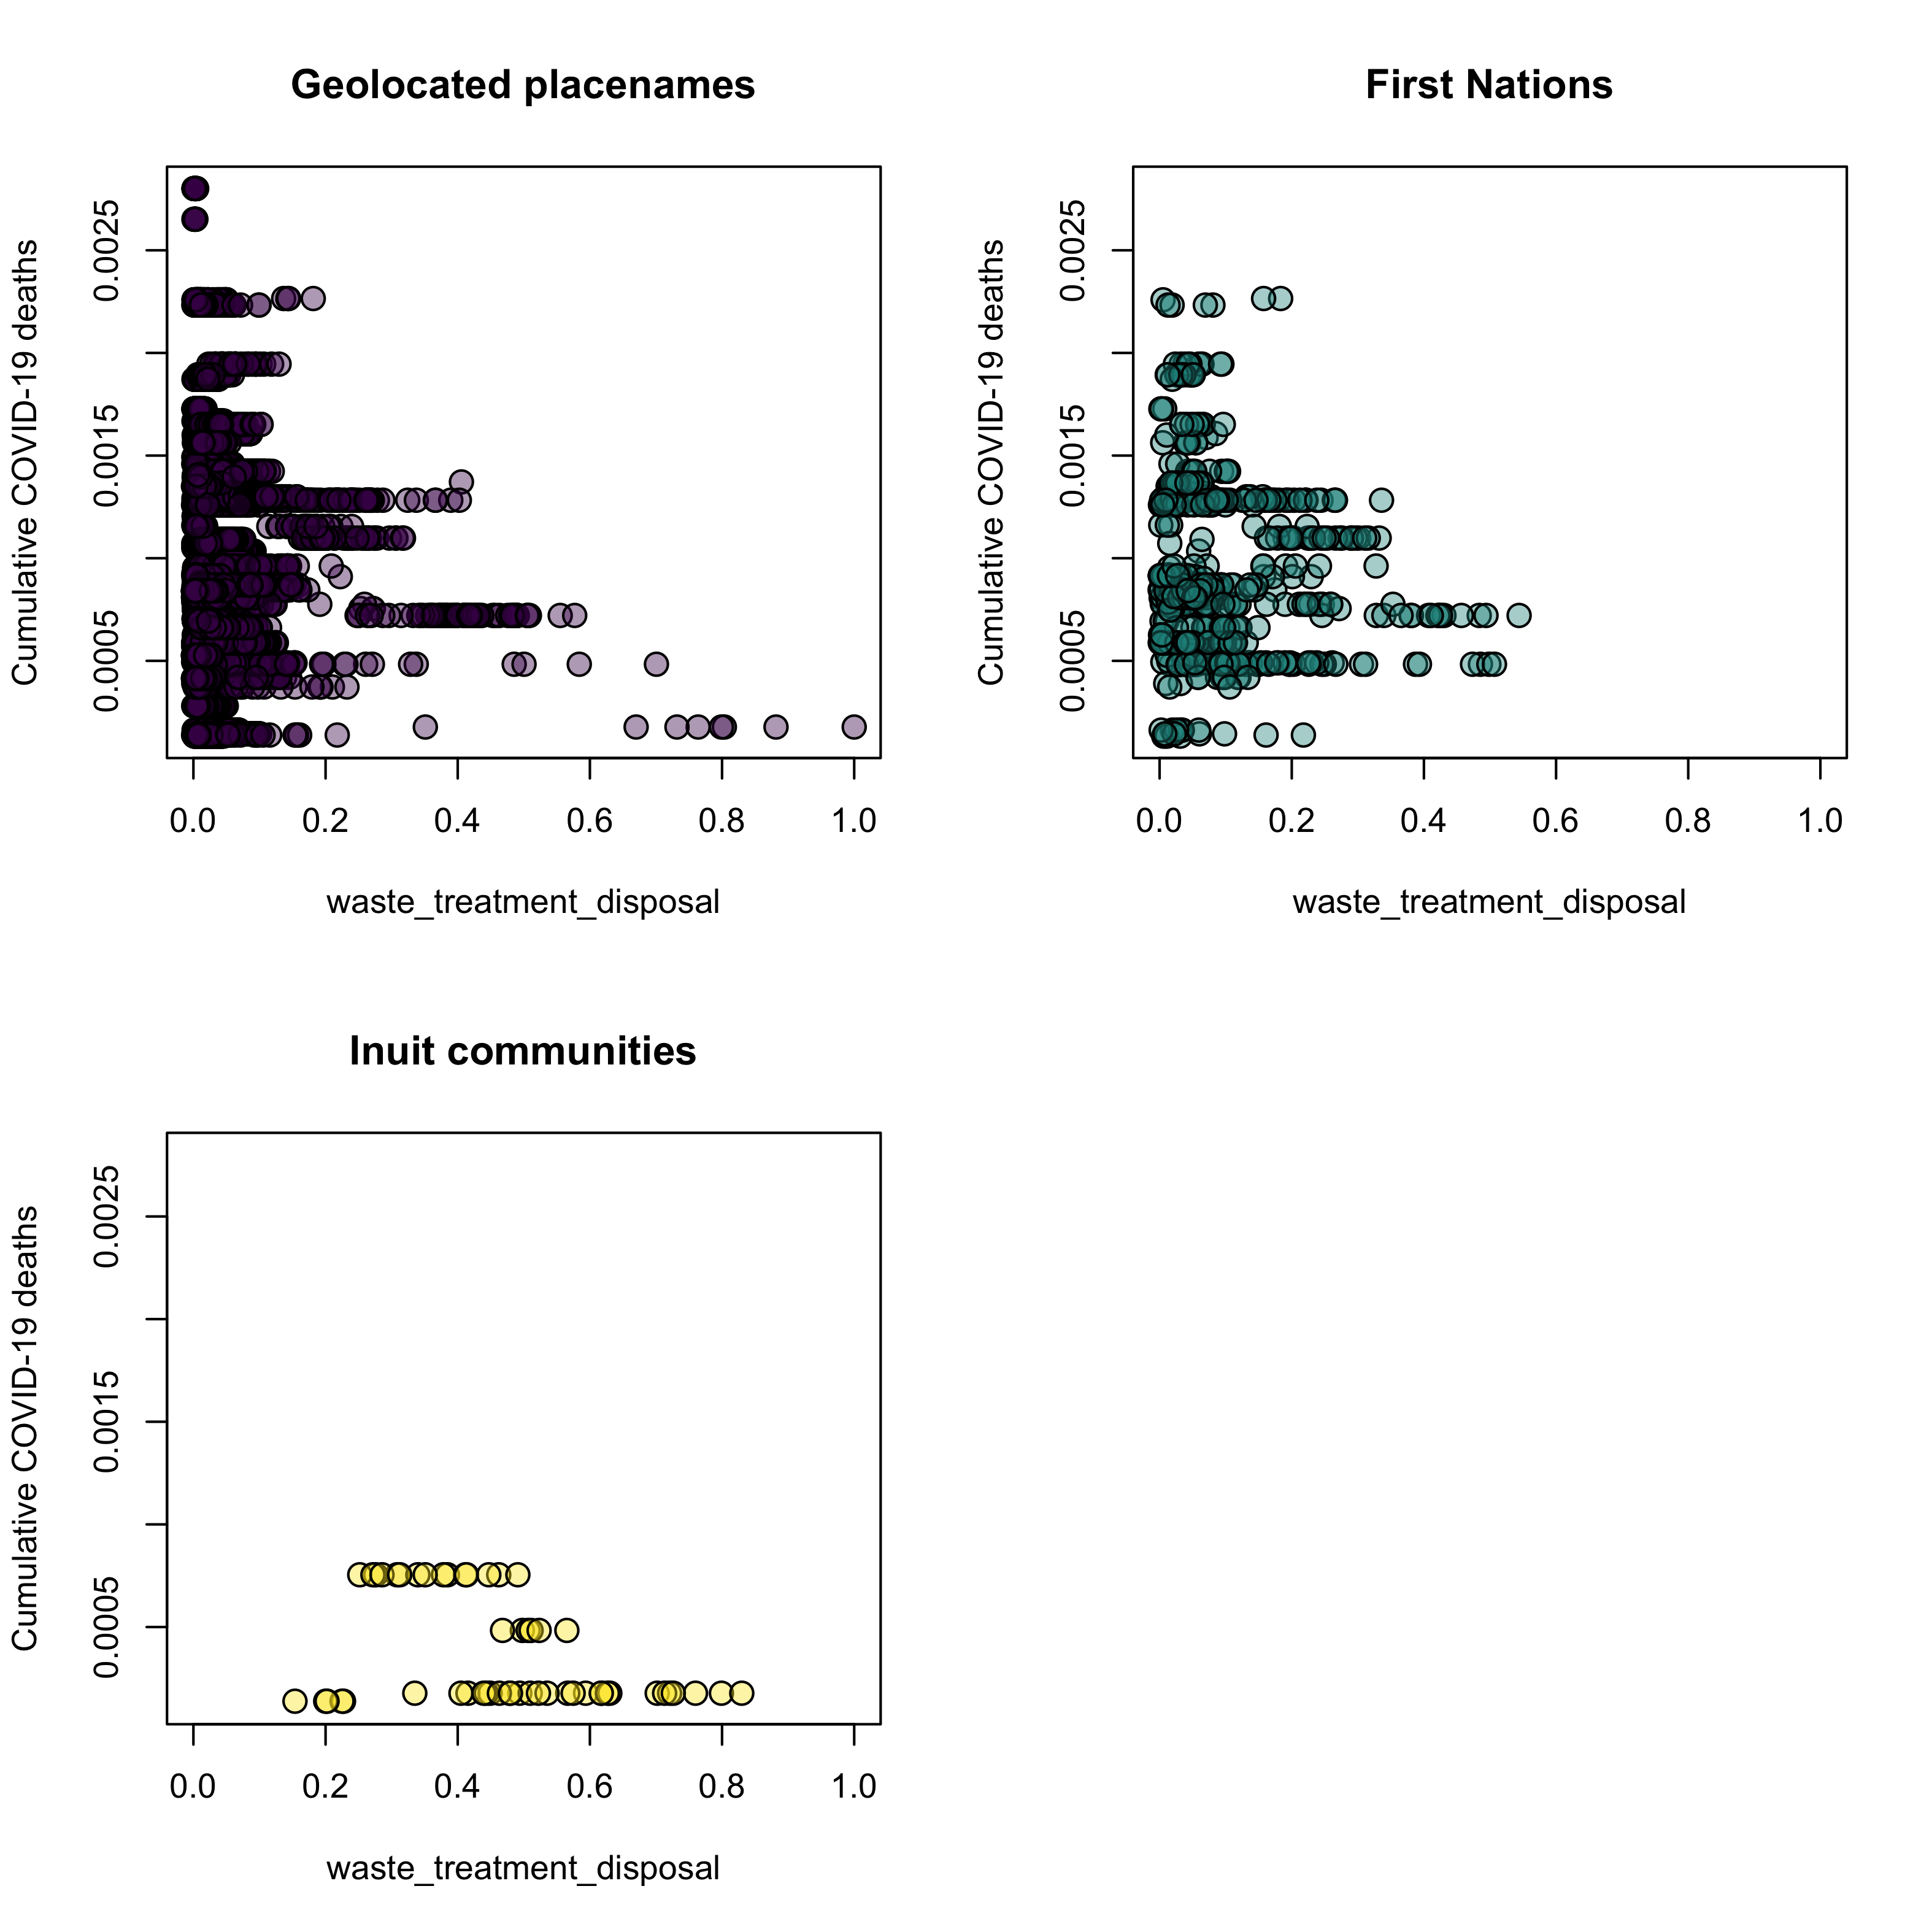 Geolocated placenames
Cumulative COVID-19 deaths
0.0025
0.0015
0.0005
0.0 0.2 0.4 0.6 0.8 1.0
waste_treatment_disposal
First Nations
Cumulative COVID-19 deaths
0.0025
0.0015
0.0005
0.0 0.2 0.4 0.6 0.8 1.0
waste_treatment_disposal
Inuit communities
Cumulative COVID-19 deaths
0.0025
0.0015
0.0005
0.0 0.2 0.4 0.6 0.8 1.0
waste_treatment_disposal